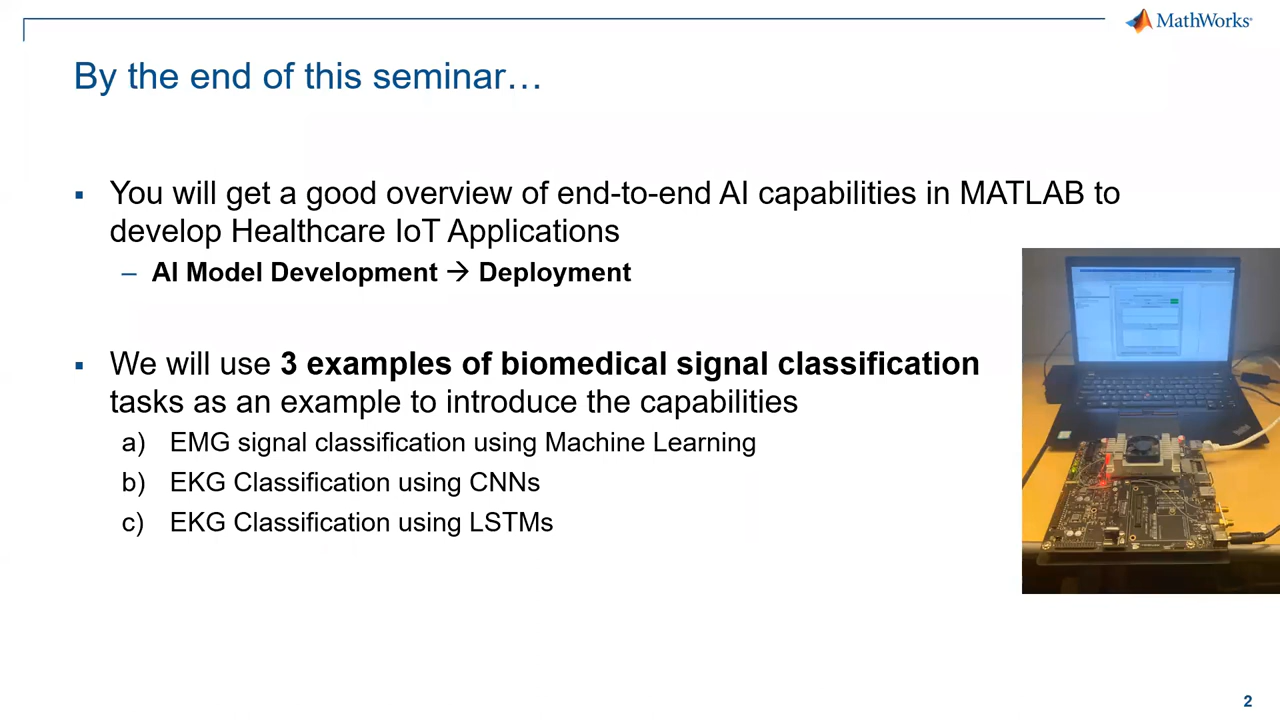 MathWorks
By the end of this seminar…
▪ You will get a good overview of end-to-end AI capabilities in MATLAB to
develop Healthcare IoT Applications
– AI Model Development → Deployment
▪ We will use 3 examples of biomedical signal classification
tasks as an example to introduce the capabilities
a) EMG signal classification using Machine Learning
b) EKG Classification using CNNs
c) EKG Classification using LSTMs
2